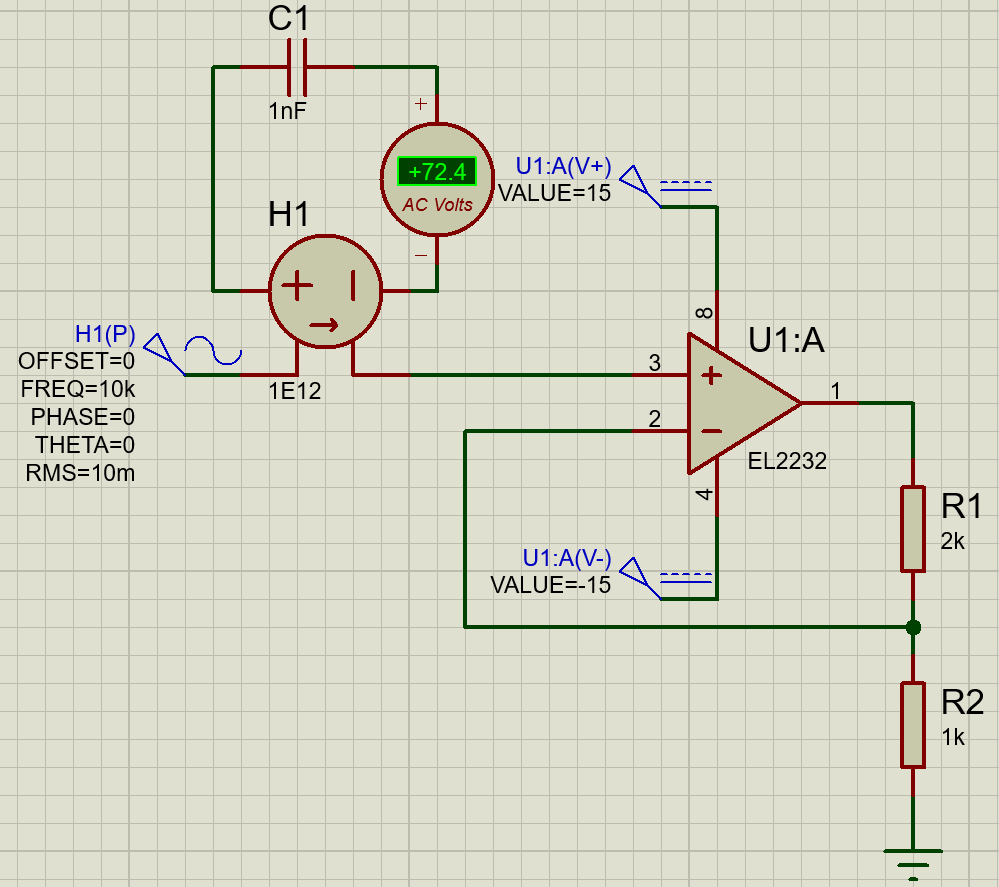 C1
1nF
+
+72.4
AC Volts
−
H1
1E12
H1(P)
OFFSET=0
FREQ=10k
PHASE=0
THETA=0
RMS=10m
U1:A(V+)
VALUE=15
8
3
2
4
1
U1:A
EL2232
U1:A(V-)
VALUE=-15
R1
2k
R2
1k